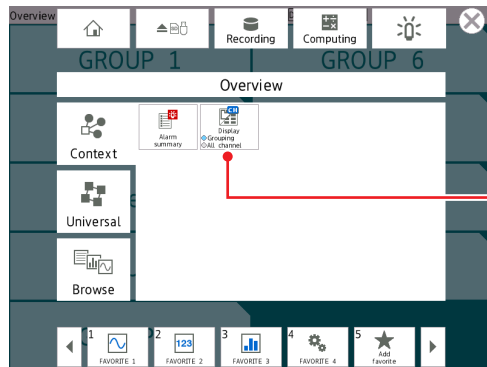 Overview
Recording
Computing
GROUP 1
GROUP 6
Overview
Context
Alarm
summary
CH
Display
Grouping
All channel
Universal
Browse
1
FAVORITE 1
2
123
FAVORITE 2
3
FAVORITE 3
4
FAVORITE 4
5
Add
favorite